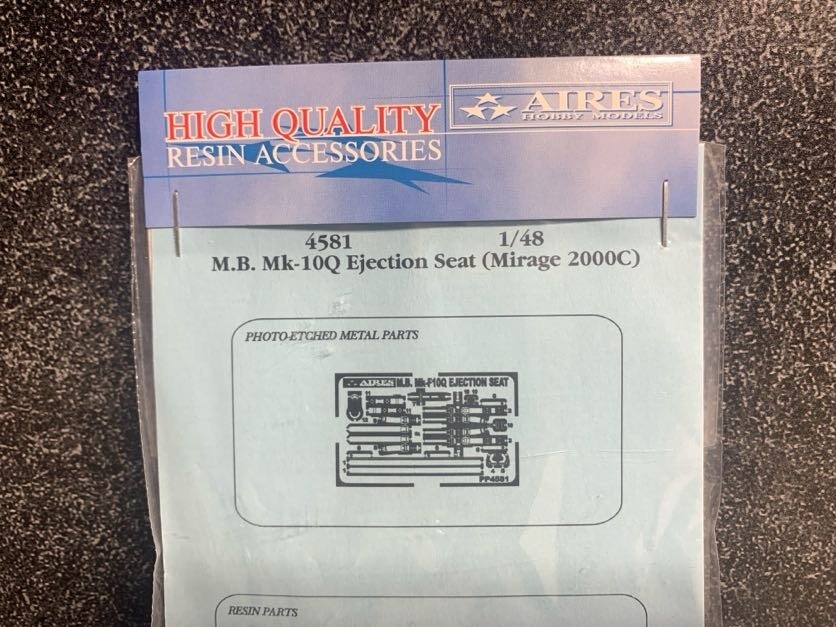 HIGH QUALITY
RESIN ACCESSORIES
AIRES
HOBBY MODELS
4581 1/48
M.B. Mk-10Q Ejection Seat (Mirage 2000C)
PHOTO-ETCHED METAL PARTS
AIRES M.B. Mk-F10Q EJECTION SEAT
PP4581
RESIN PARTS